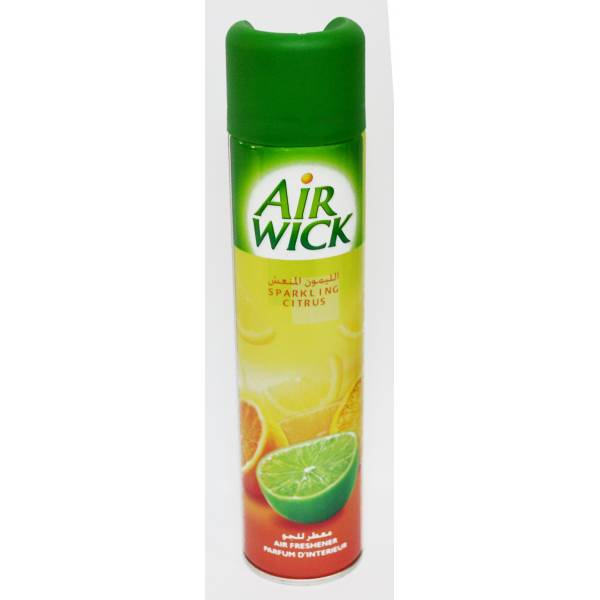 AiR
WICK
الليمون المنعش
SPARKLING
CITRUS
معطر للجو
AIR FRESHENER
PARFUM D'INTERIEUR